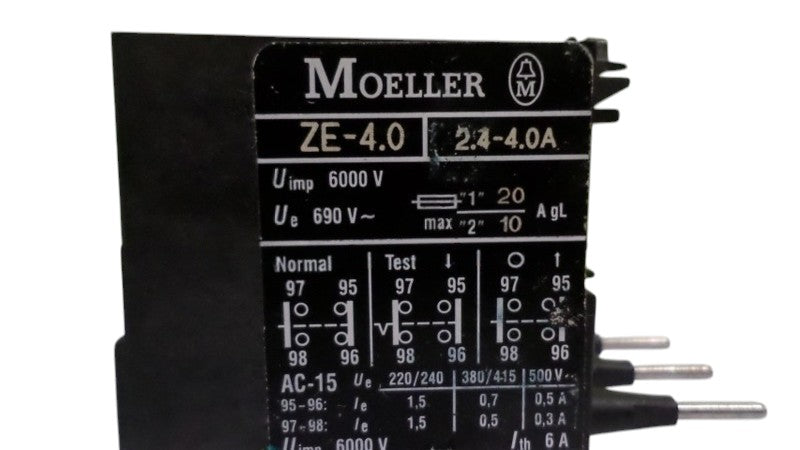 MOELLER M
ZE-4.0 2.4-4.0A
Uimp 6000 V
Ue 690 V~ max "1" 20 "2" 10 A gL
Normal Test ↓ O ↑
97 95 97 95 97 95
98 96 98 96 98 96
AC-15 Ue 220/240 380/415 500 V~
95-96: Ie 1,5 0,7 0,5 A
97-98: Ie 1,5 0,5 0,3 A
Uimp 6000 V Ith 6 A